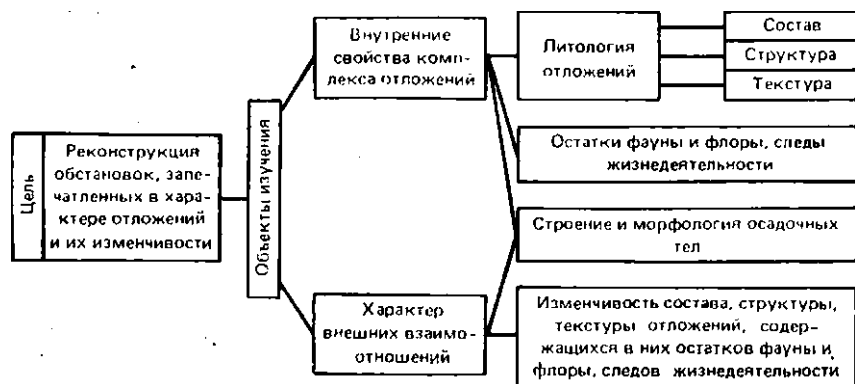 Цель
Реконструкция
обстановок, запе-
чатленных в хара-
ктере отложений
и их изменчивости
Объекты изучения
Внутренние
свойства комп-
лекса отложений
Литология
отложений
Состав
Структура
Текстура
Остатки фауны и флоры, следы
жизнедеятельности
Строение и морфология осадочных
тел
Характер
внешних взаимо-
отношений
Изменчивость состава, структуры,
текстуры отложений, содер-
жащихся в них остатков фауны и
флоры, следов жизнедеятельности